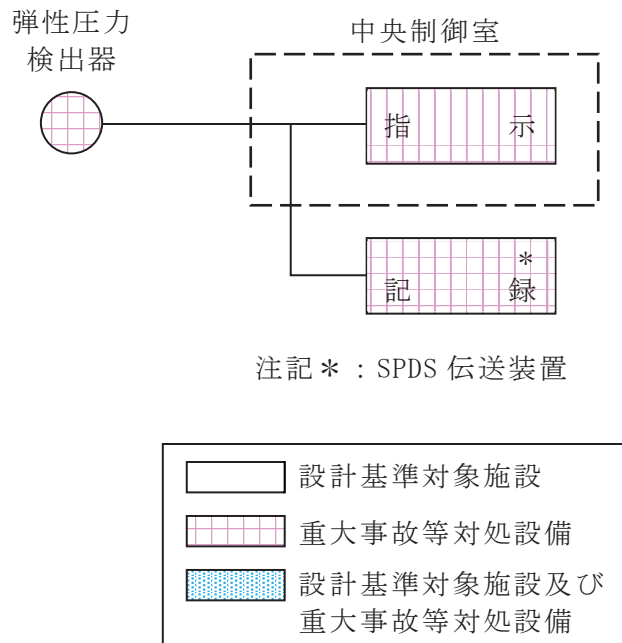 弾性圧力
検出器
中央制御室
指示
記録*
注記*:SPDS 伝送装置
設計基準対象施設
重大事故等対処設備
設計基準対象施設及び
重大事故等対処設備